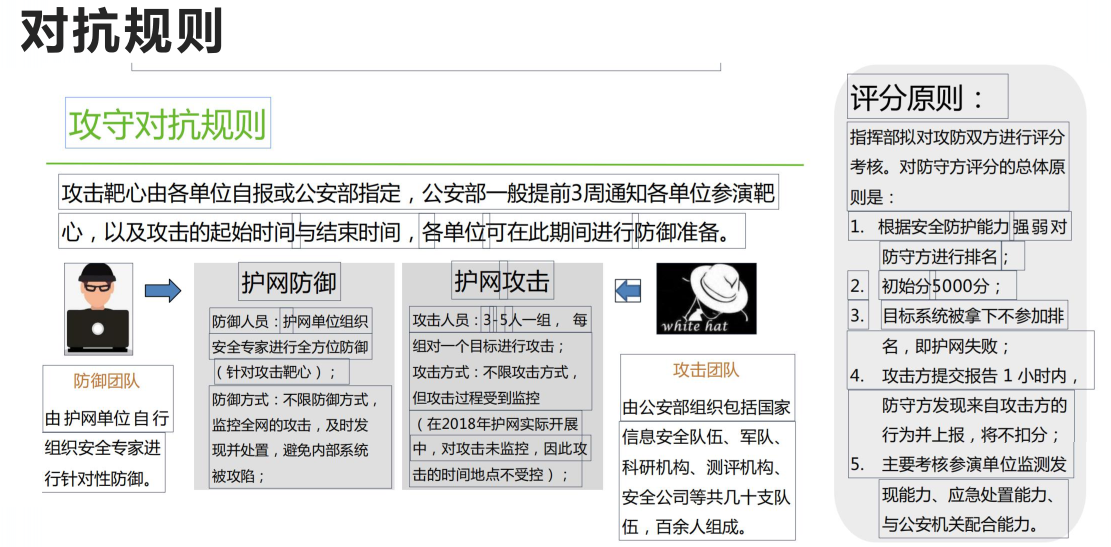 对抗规则
攻守对抗规则
攻击靶心由各单位自报或公安部指定，公安部一般提前3周通知各单位参演靶
心，以及攻击的起始时间与结束时间，各单位可在此期间进行防御准备。
防御团队
由护网单位自行
组织安全专家进
行针对性防御。
护网防御
防御人员：护网单位组织
安全专家进行全方位防御
（针对攻击靶心）；
防御方式：不限防御方式，
监控全网的攻击，及时发
现并处置，避免内部系统
被攻陷；
护网攻击
攻击人员：3-5人一组，每
组对一个目标进行攻击；
攻击方式：不限攻击方式，
但攻击过程受到监控
（在2018年护网实际开展
中，对攻击未监控，因此攻
击的时间地点不受控）；
white hat
攻击团队
由公安部组织包括国家
信息安全队伍、军队、
科研机构、测评机构、
安全公司等共几十支队
伍，百余人组成。
评分原则：
指挥部拟对攻防双方进行评分
考核。对防守方评分的总体原
则是：
1. 根据安全防护能力强弱对
防守方进行排名；
2. 初始分5000分；
3. 目标系统被拿下不参加排
名，即护网失败；
4. 攻击方提交报告 1 小时内，
防守方发现来自攻击方的
行为并上报，将不扣分；
5. 主要考核参演单位监测发
现能力、应急处置能力、
与公安机关配合能力。